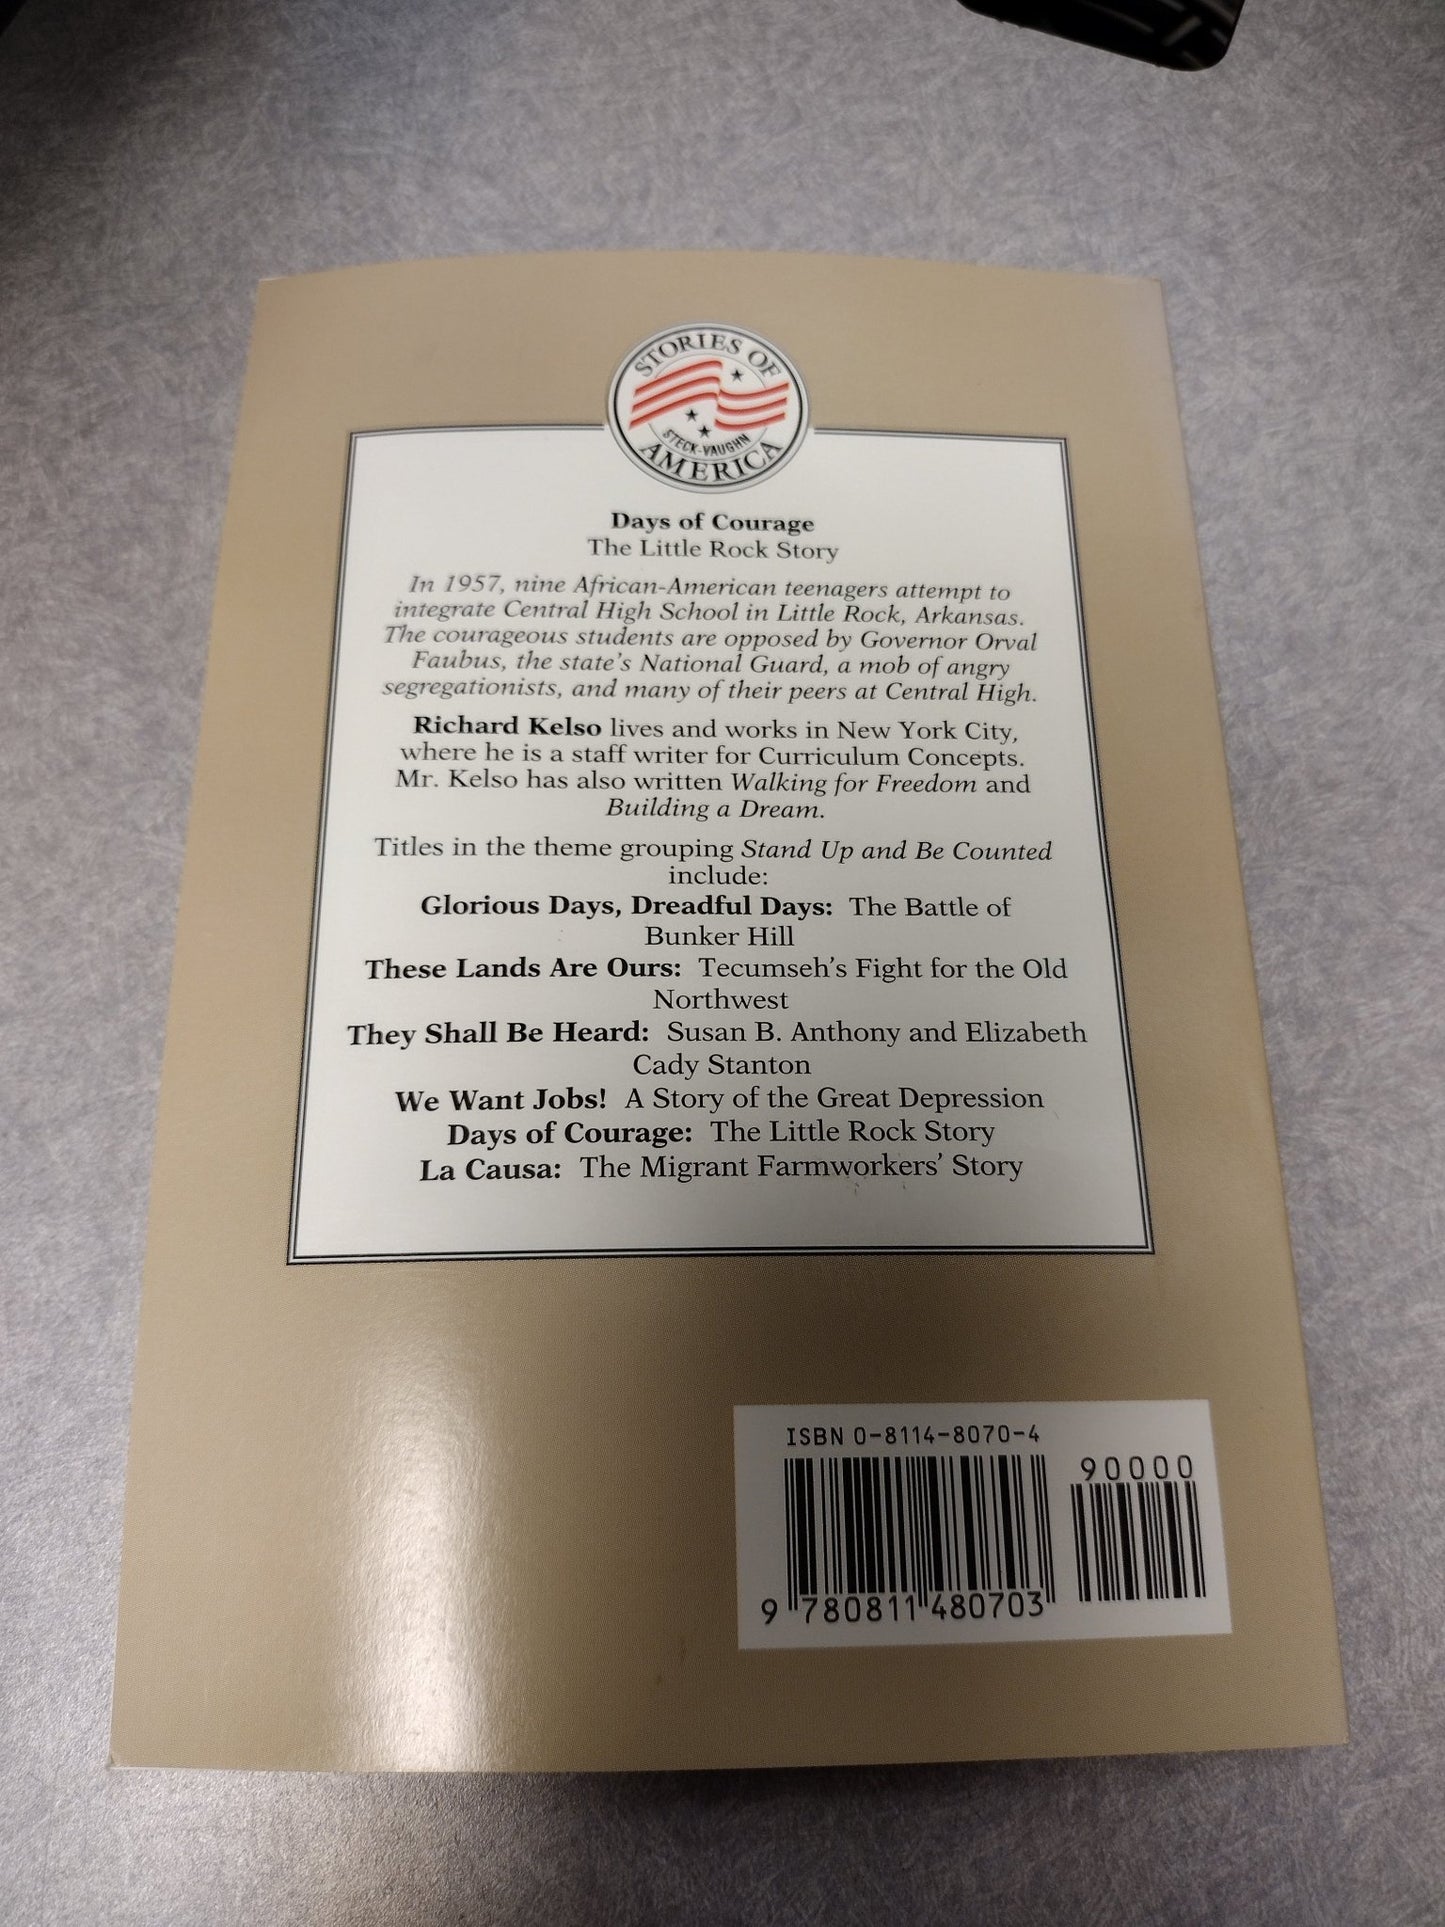 STORIES OF
STECK-VAUGHN
AMERICA
Days of Courage
The Little Rock Story
In 1957, nine African-American teenagers attempt to
integrate Central High School in Little Rock, Arkansas.
The courageous students are opposed by Governor Orval
Faubus, the state's National Guard, a mob of angry
segregationists, and many of their peers at Central High.
Richard Kelso lives and works in New York City,
where he is a staff writer for Curriculum Concepts.
Mr. Kelso has also written Walking for Freedom and
Building a Dream.
Titles in the theme grouping Stand Up and Be Counted
include:
Glorious Days, Dreadful Days: The Battle of
Bunker Hill
These Lands Are Ours: Tecumseh's Fight for the Old
Northwest
They Shall Be Heard: Susan B. Anthony and Elizabeth
Cady Stanton
We Want Jobs! A Story of the Great Depression
Days of Courage: The Little Rock Story
La Causa: The Migrant Farmworkers' Story
ISBN 0-8114-8070-4
90000
9 780811 480703